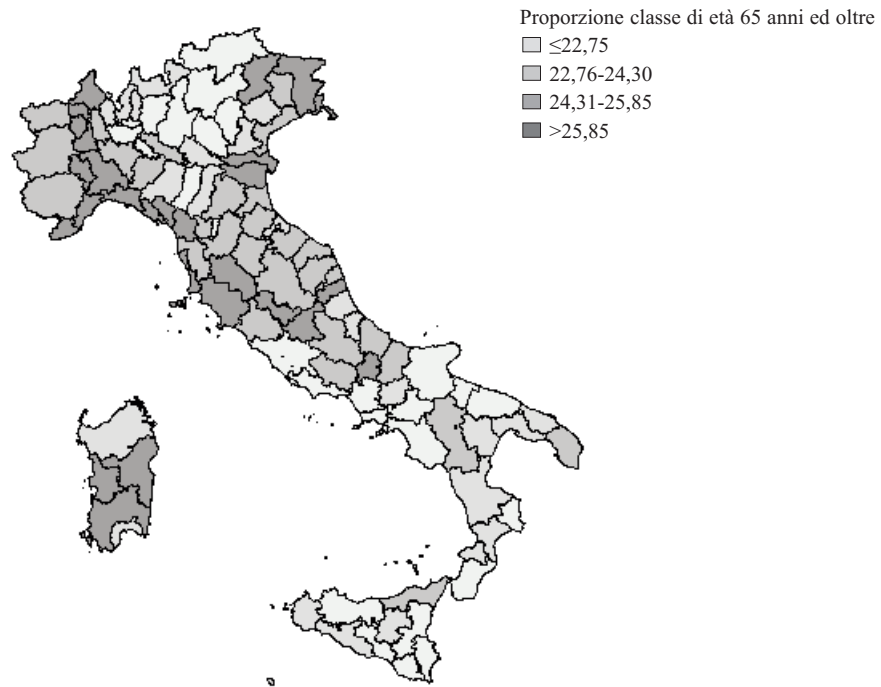 Proporzione classe di età 65 anni ed oltre
≤22,75
22,76-24,30
24,31-25,85
>25,85